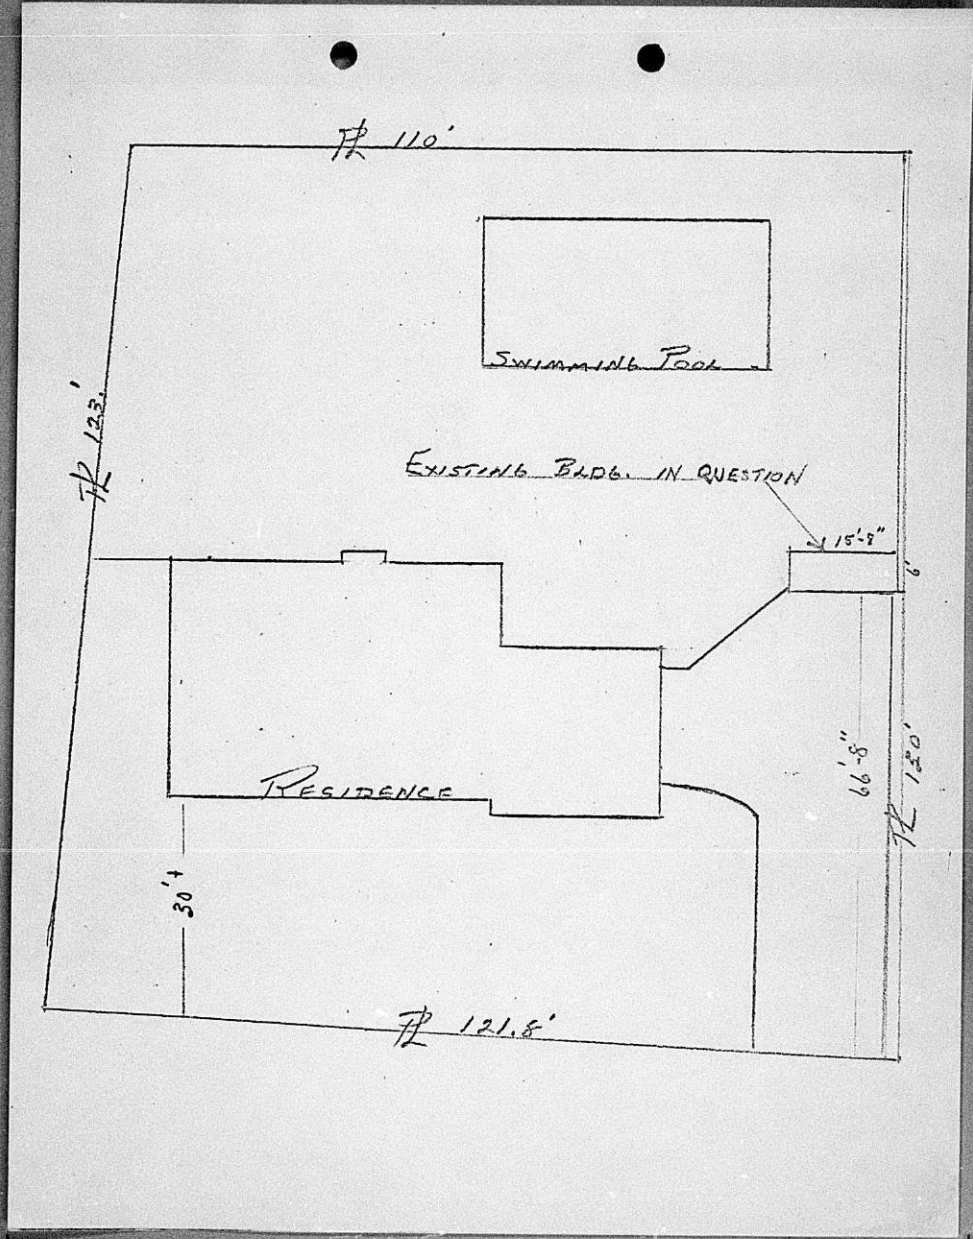 PL 110'
SWIMMING POOL
PL 123.'
EXISTING BLDG. IN QUESTION
15'-8"
6'
66'-8"
PL 130'
RESIDENCE
30'+
PL 121.8'